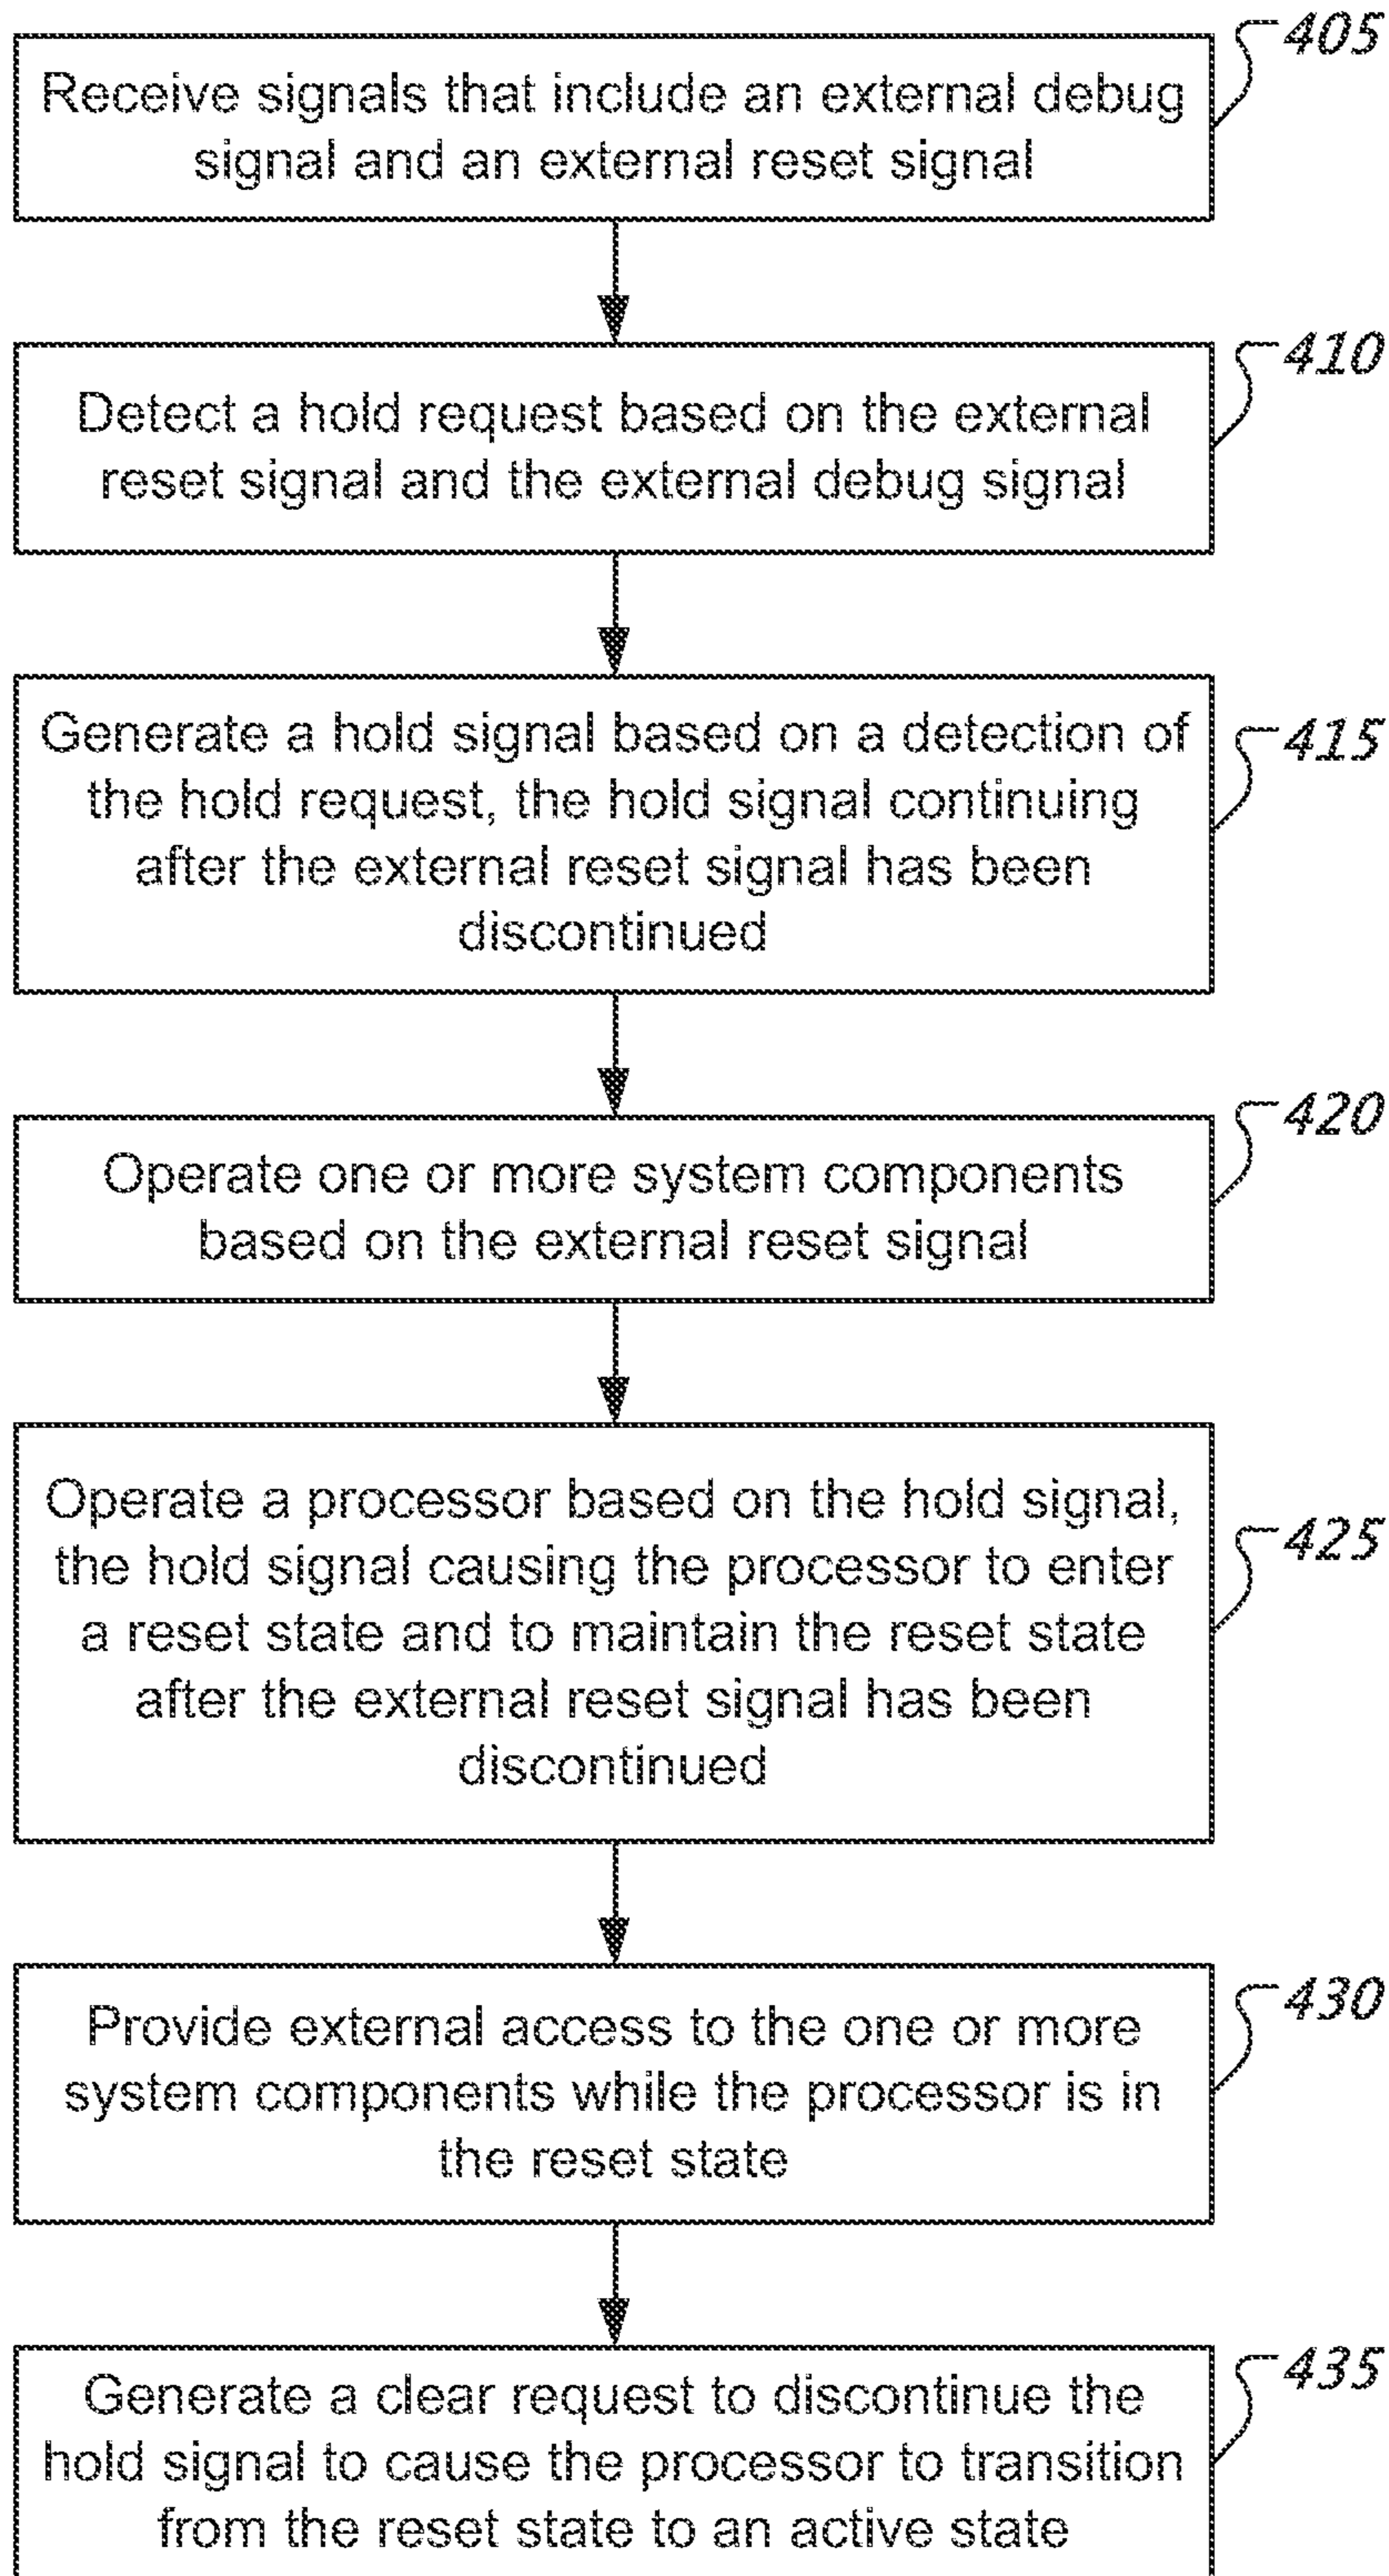 405
Receive signals that include an external debug
signal and an external reset signal
410
Detect a hold request based on the external
reset signal and the external debug signal
415
Generate a hold signal based on a detection of
the hold request, the hold signal continuing
after the external reset signal has been
discontinued
420
Operate one or more system components
based on the external reset signal
425
Operate a processor based on the hold signal,
the hold signal causing the processor to enter
a reset state and to maintain the reset state
after the external reset signal has been
discontinued
430
Provide external access to the one or more
system components while the processor is in
the reset state
435
Generate a clear request to discontinue the
hold signal to cause the processor to transition
from the reset state to an active state